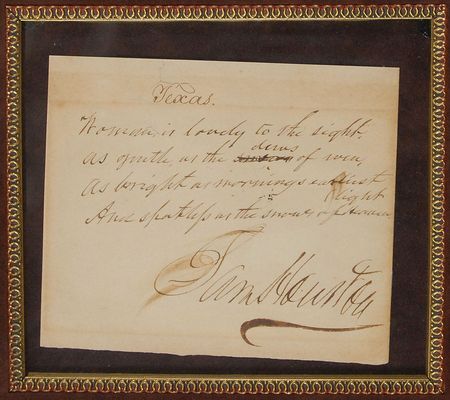 Texas.
Woman is lovely to the sight,
As gentle as the dews of even,
As bright as mornings earliest light
And spotless as the snows of Heaven
Sam Houston